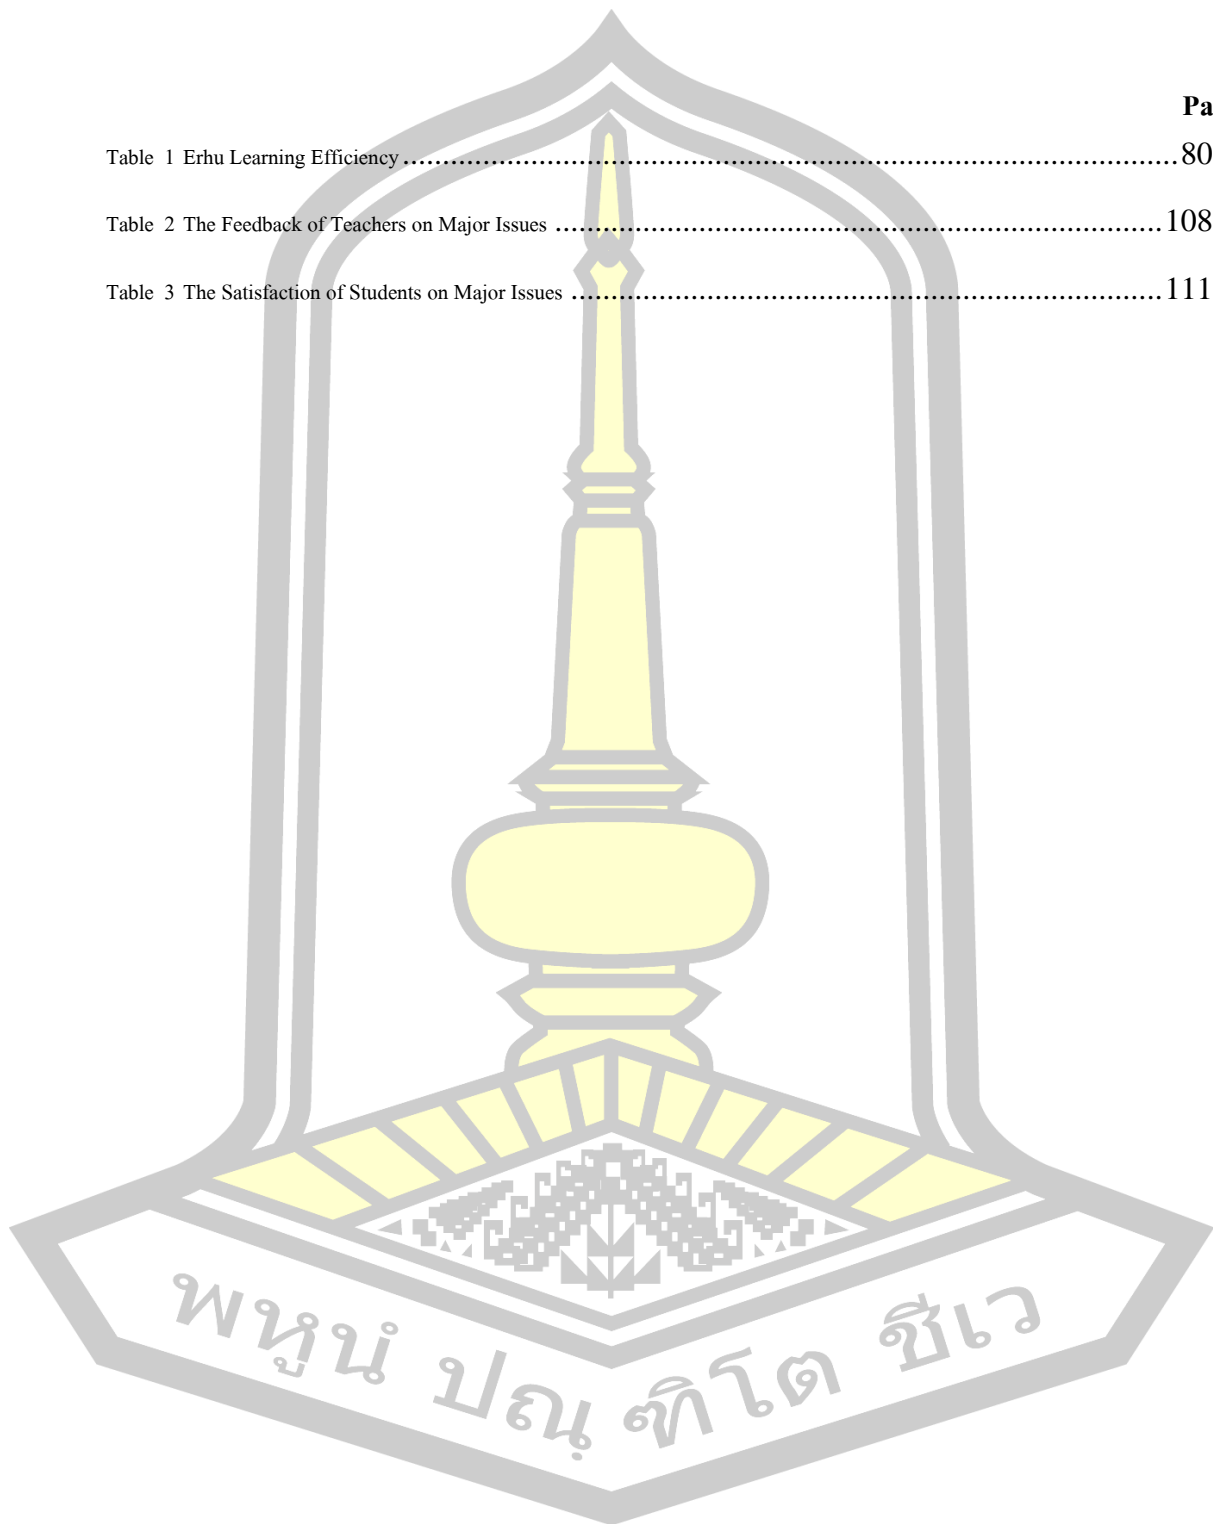 Pa
Table 1 Erhu Learning Efficiency.......................................................................................................80
Table 2 The Feedback of Teachers on Major Issues ................................................................................108
Table 3 The Satisfaction of Students on Major Issues ..............................................................................111
พหูนํ ปณฺ ฑิโต ชีเว